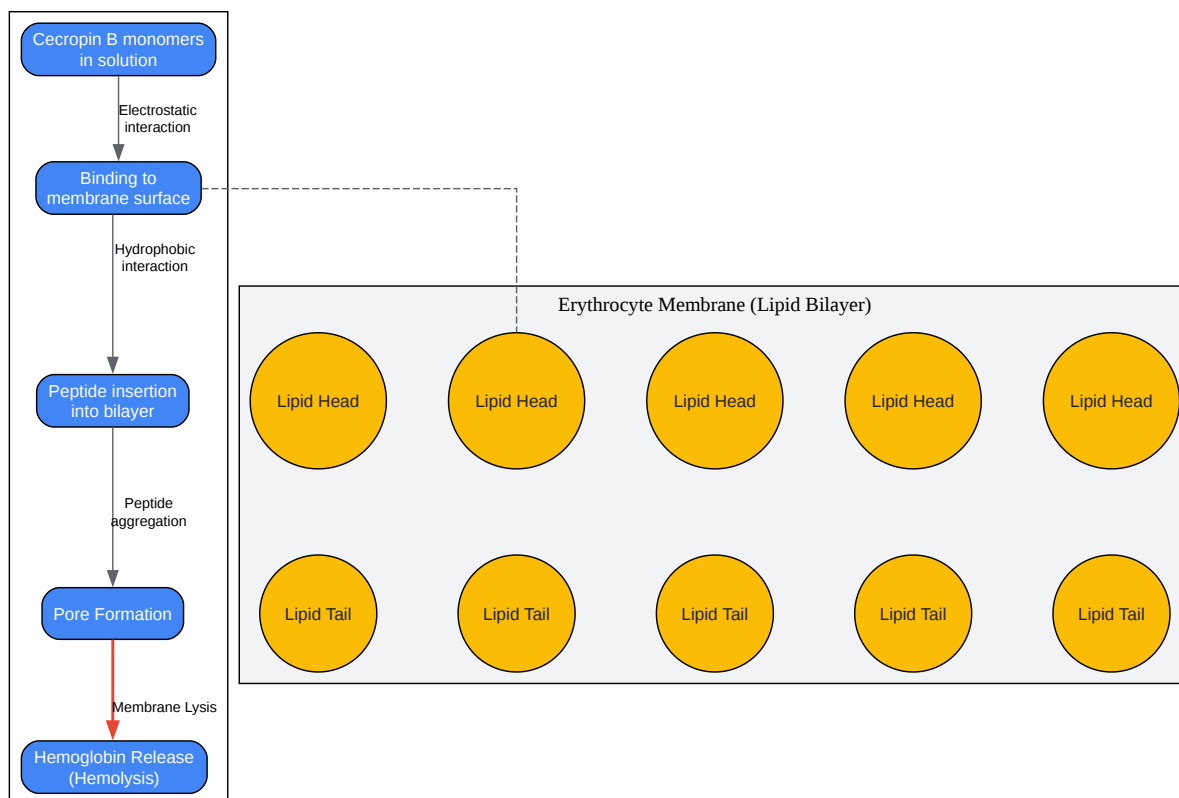 Cecropin B monomers
in solution
Electrostatic
interaction
Binding to
membrane surface
Hydrophobic
interaction
Peptide insertion
into bilayer
Peptide
aggregation
Pore Formation
Membrane Lysis
Hemoglobin Release
(Hemolysis)
Erythrocyte Membrane (Lipid Bilayer)
Lipid Head
Lipid Head
Lipid Head
Lipid Head
Lipid Head
Lipid Tail
Lipid Tail
Lipid Tail
Lipid Tail
Lipid Tail